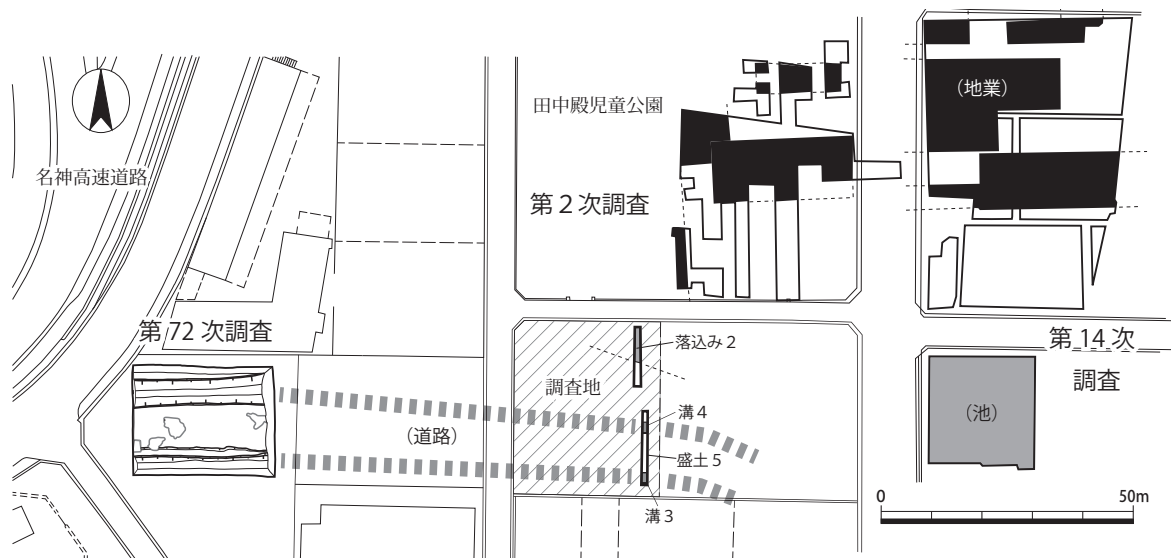 名神高速道路
田中殿児童公園
第2次調査
（地業）
第72次調査
調査地
落込み2
溝4
（道路）
盛土5
溝3
第14次
調査
（池）
0
50m